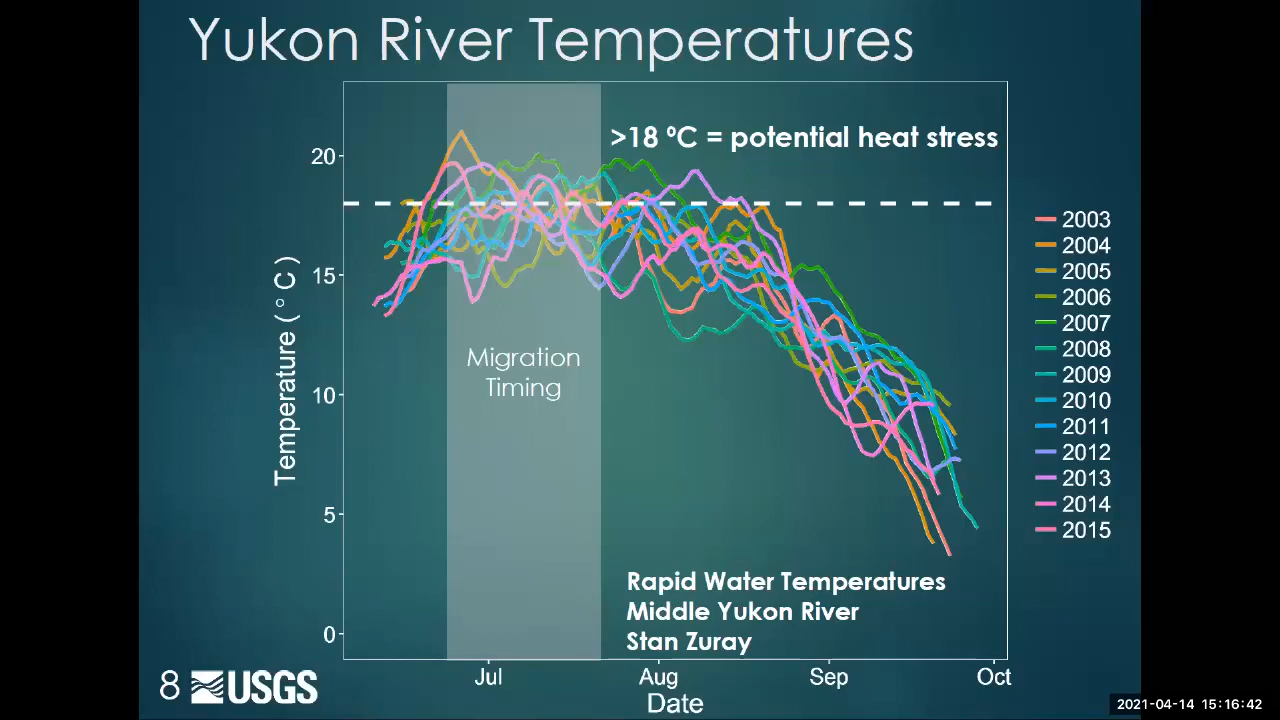 Yukon River Temperatures
>18 ºC = potential heat stress
20
15
10
5
0
Temperature ( ° C )
Migration
Timing
2003
2004
2005
2006
2007
2008
2009
2010
2011
2012
2013
2014
2015
Rapid Water Temperatures
Middle Yukon River
Stan Zuray
Jul
Aug
Sep
Oct
Date
8
USGS
2021-04-14 15:16:42